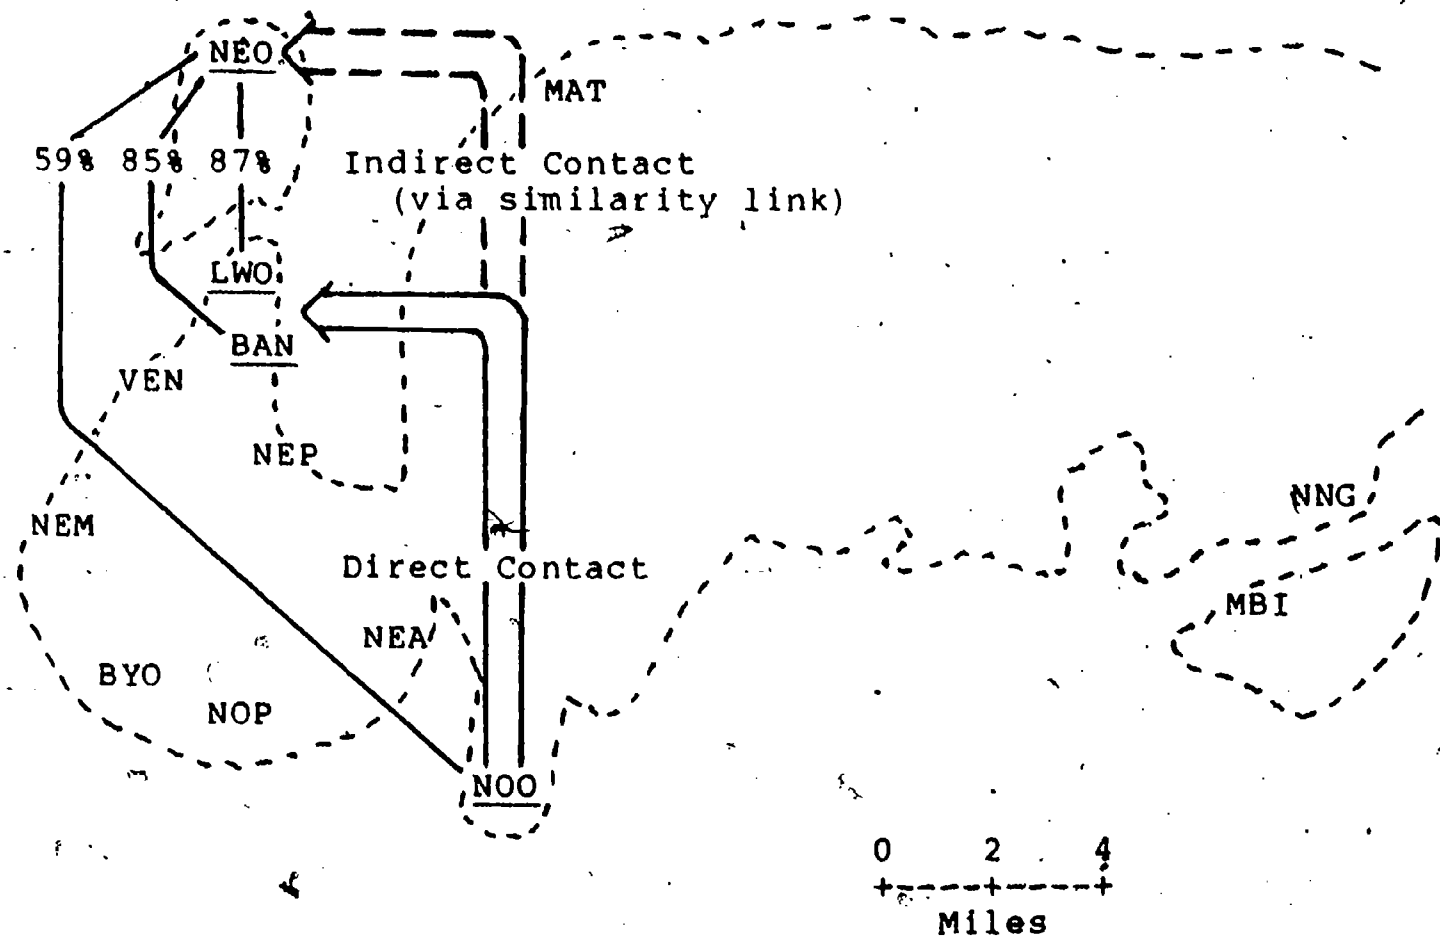 NEO
MAT
59% 85% 87%
Indirect Contact
(via similarity link)
LWO
BAN
VEN
NEP
NNG
NEM
Direct Contact
MBI
NEA
BYO
NOP
NOO
0 2 4
Miles